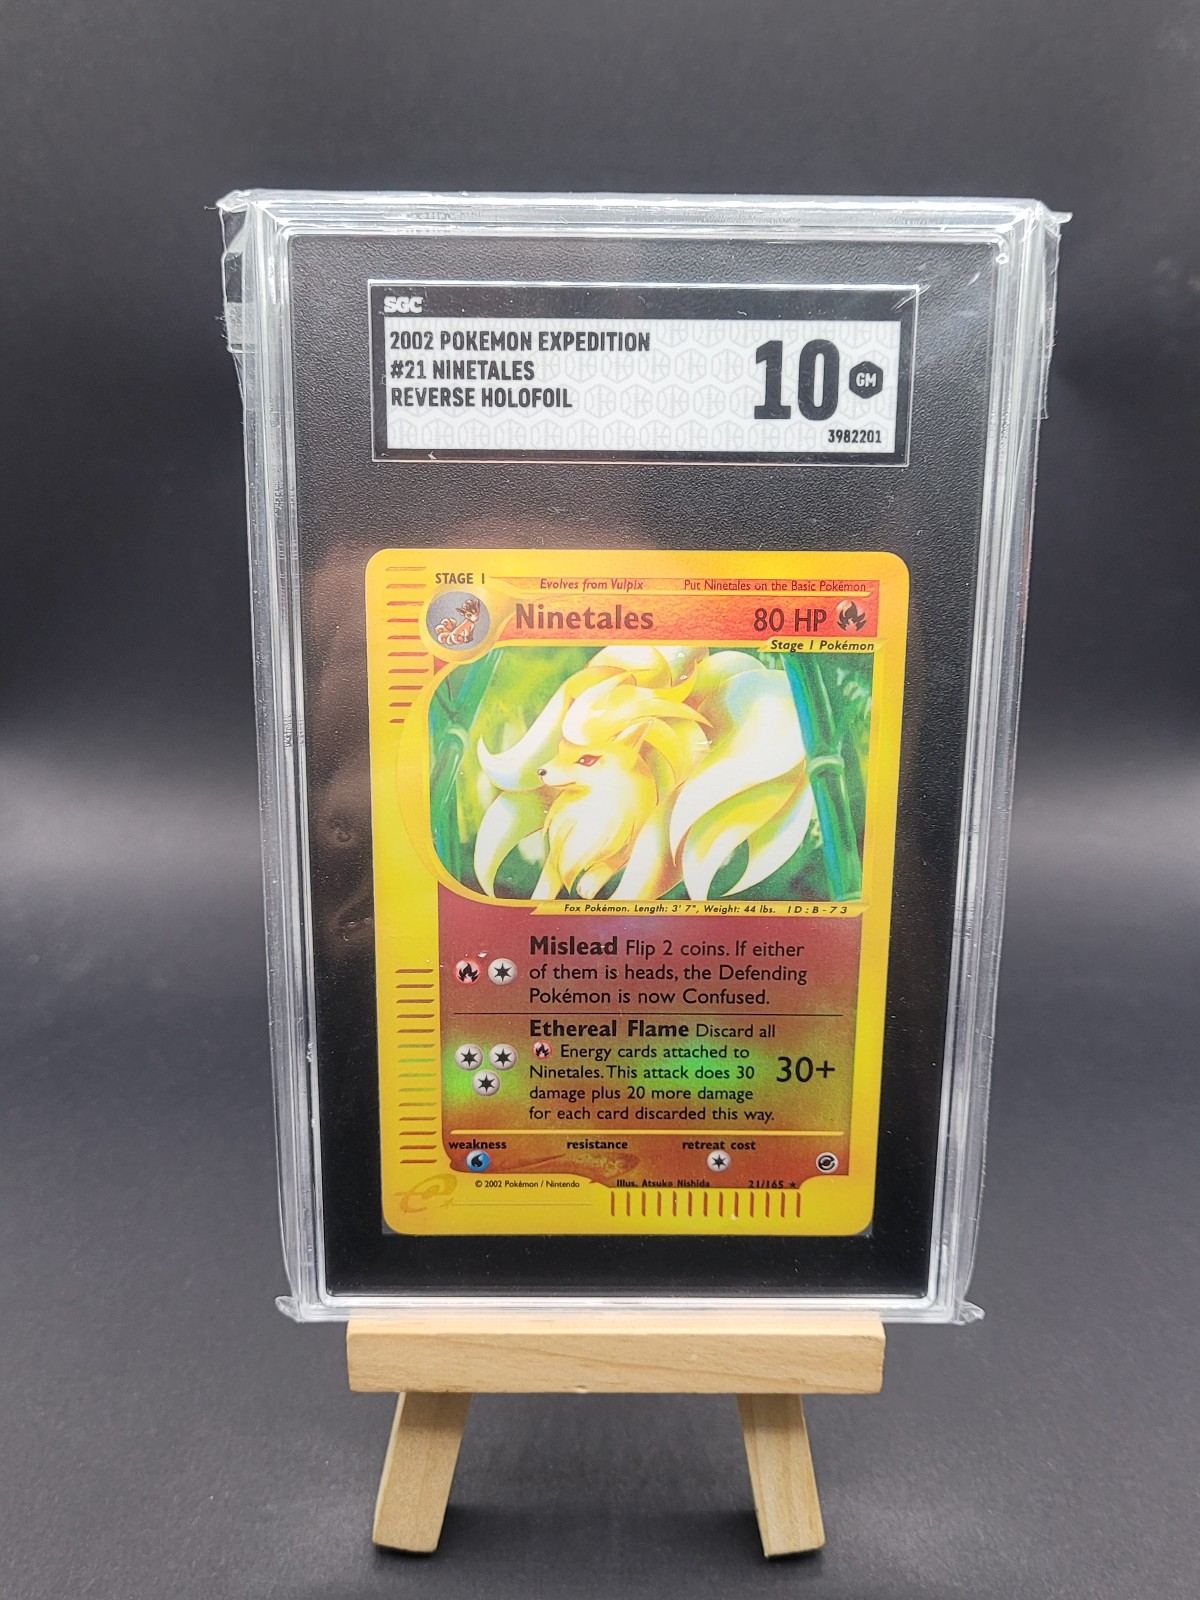 SGC
2002 POKEMON EXPEDITION
#21 NINETALES
REVERSE HOLOFOIL
10 GM
3982201
STAGE 1
Evolves from Vulpix
Put Ninetales on the Basic Pokémon
Ninetales
80 HP
Stage 1 Pokémon
Fox Pokémon. Length: 3' 7", Weight: 44 lbs. ID:B-73
Mislead Flip 2 coins. If either
of them is heads, the Defending
Pokémon is now Confused.
Ethereal Flame Discard all
Energy cards attached to
Ninetales. This attack does 30
damage plus 20 more damage
for each card discarded this way.
30+
weakness resistance retreat cost
© 2002 Pokémon / Nintendo
Illus. Atsuko Nishida
21/165 ★